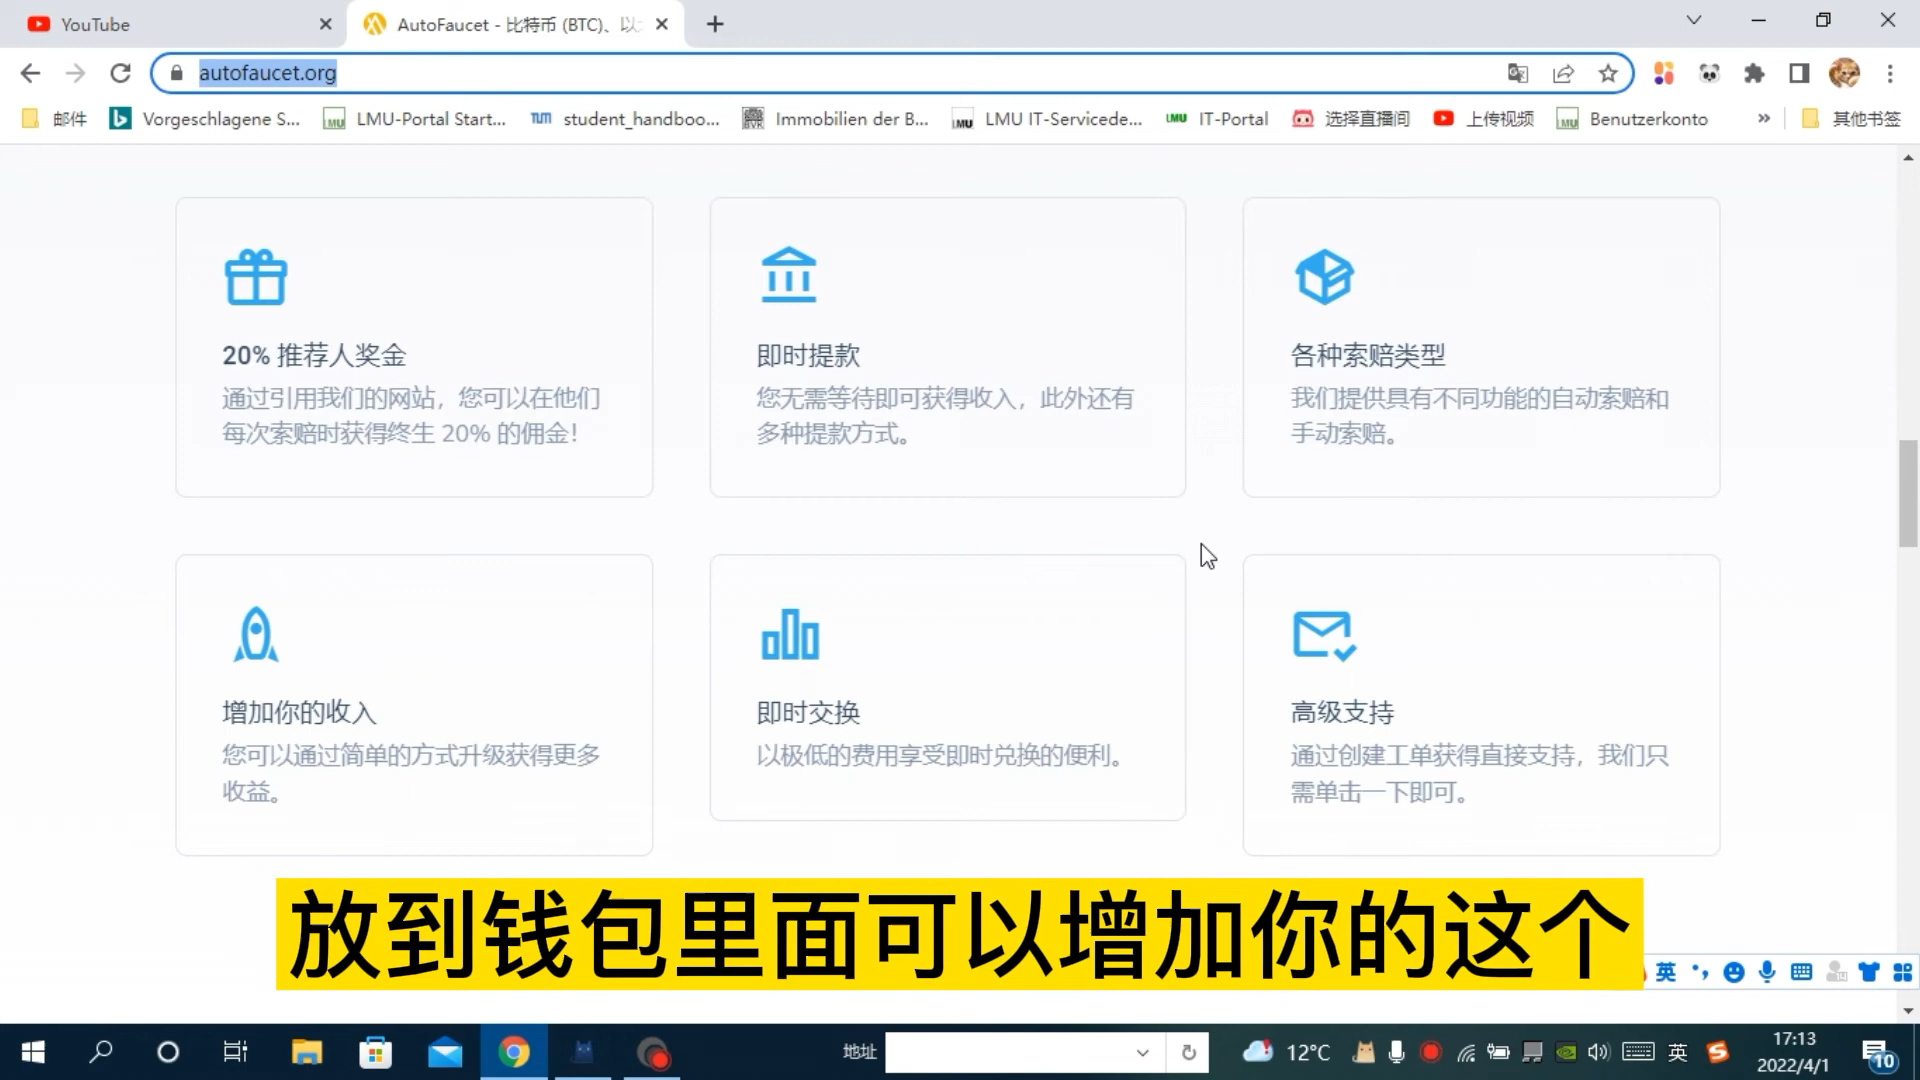 YouTube
AutoFaucet - 比特币 (BTC)、以
autofaucet.org
邮件
Vorgeschlagene S...
LMU-Portal Start...
TUM student_handboo...
Immobilien der B...
LMU IT-Servicede...
LMU IT-Portal
选择直播间
上传视频
Benutzerkonto
»
其他书签
20% 推荐人奖金
通过引用我们的网站，您可以在他们
每次索赔时获得终生 20% 的佣金！
即时提款
您无需等待即可获得收入，此外还有
多种提款方式。
各种索赔类型
我们提供具有不同功能的自动索赔和
手动索赔。
增加你的收入
您可以通过简单的方式升级获得更多
收益。
即时交换
以极低的费用享受即时兑换的便利。
高级支持
通过创建工单获得直接支持，我们只
需单击一下即可。
放到钱包里面可以增加你的这个
英
地址
12°C
英
17:13
2022/4/1
10